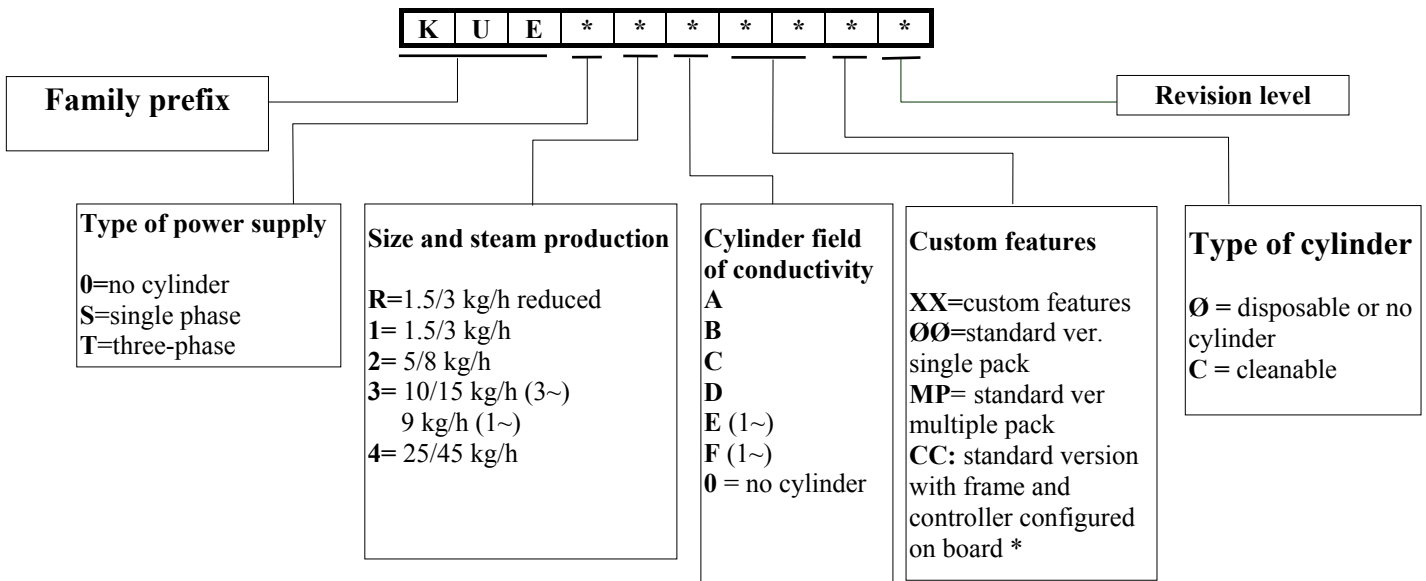 K U E * * * * * * *
Family prefix
Revision level
Type of power supply
0=no cylinder
S=single phase
T=three-phase
Size and steam production
R=1.5/3 kg/h reduced
1= 1.5/3 kg/h
2= 5/8 kg/h
3= 10/15 kg/h (3~)
9 kg/h (1~)
4= 25/45 kg/h
Cylinder field
of conductivity
A
B
C
D
E (1~)
F (1~)
0 = no cylinder
Custom features
XX=custom features
ØØ=standard ver.
single pack
MP= standard ver
multiple pack
CC: standard version
with frame and
controller configured
on board *
Type of cylinder
Ø = disposable or no
cylinder
C = cleanable